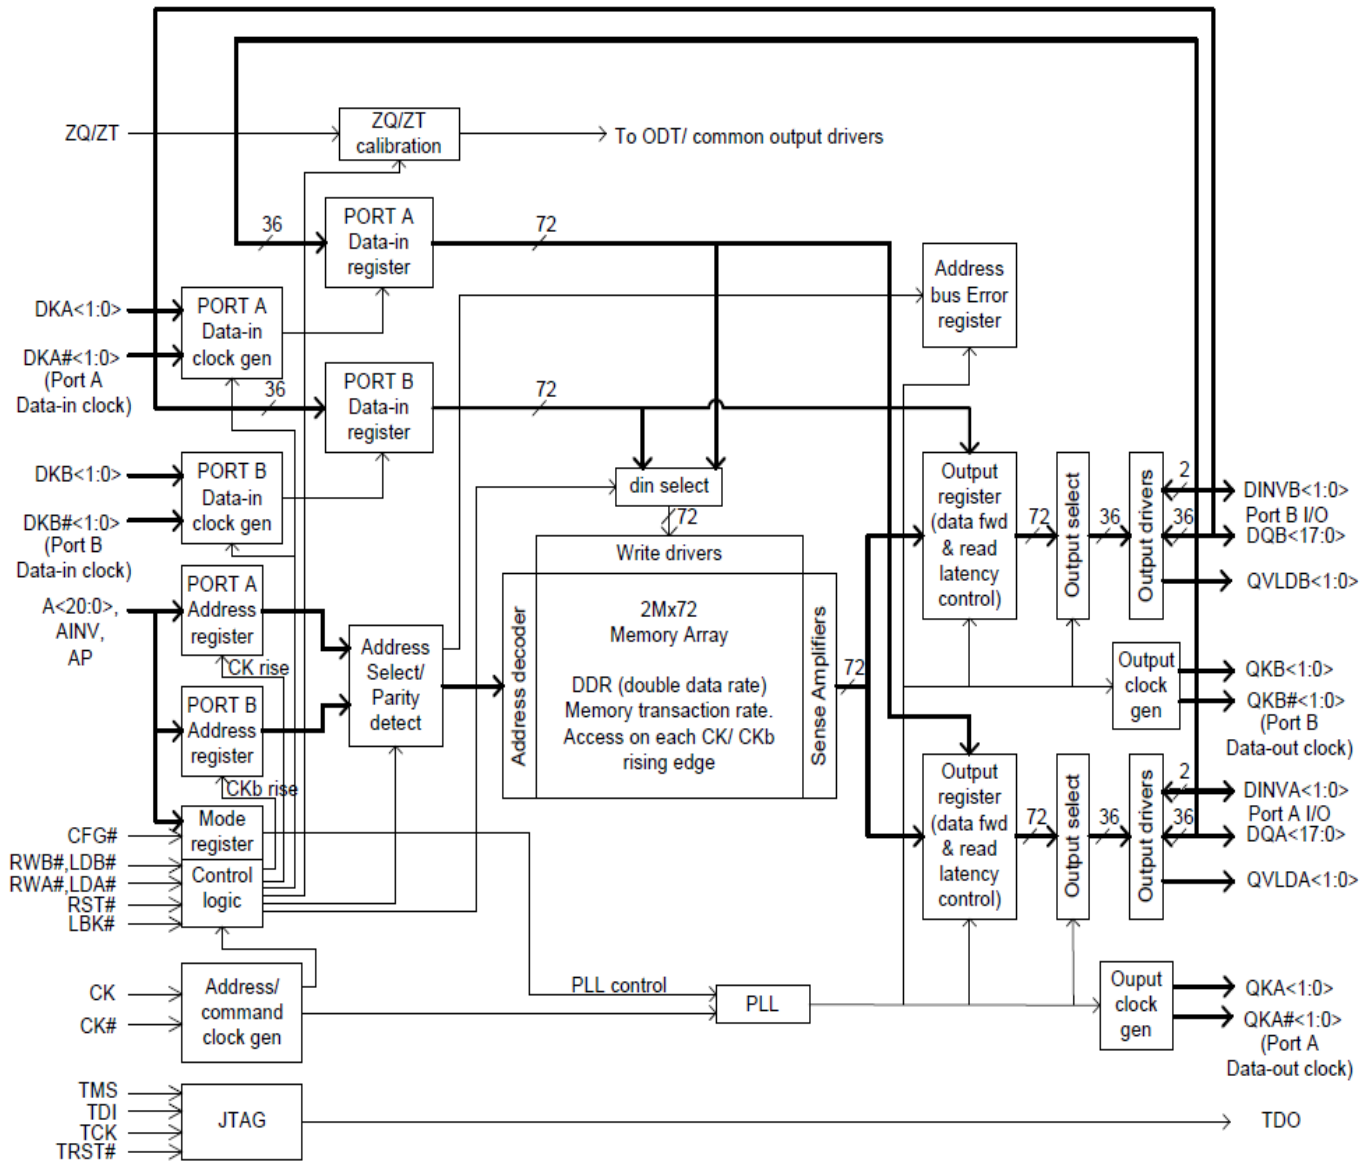 ZQ/ZT
ZQ/ZT
calibration
To ODT/ common output drivers
36
PORT A
Data-in
register
72
Address
bus Error
register
DKA<1:0>
DKA#<1:0>
(Port A
Data-in clock)
PORT A
Data-in
clock gen
36
PORT B
Data-in
register
72
DKB<1:0>
DKB#<1:0>
(Port B
Data-in clock)
PORT B
Data-in
clock gen
din select
72
Write drivers
Output
register
(data fwd
& read
latency
control)
72
Output select
36
Output drivers
2
36
DINVB<1:0>
Port B I/O
DQB<17:0>
QVLDB<1:0>
A<20:0>,
AINV,
AP
PORT A
Address
register
CK rise
PORT B
Address
register
CKb rise
Address
Select/
Parity
detect
Address decoder
2Mx72
Memory Array
DDR (double data rate)
Memory transaction rate.
Access on each CK/ CKb
rising edge
Sense Amplifiers
72
Output
clock
gen
QKB<1:0>
QKB#<1:0>
(Port B
Data-out clock)
Output
register
(data fwd
& read
latency
control)
72
Output select
36
Output drivers
2
36
DINVA<1:0>
Port A I/O
DQA<17:0>
QVLDA<1:0>
CFG#
RWB#,LDB#
RWA#,LDA#
RST#
LBK#
Mode
register
Control
logic
CK
CK#
Address/
command
clock gen
PLL control
PLL
Ouput
clock
gen
QKA<1:0>
QKA#<1:0>
(Port A
Data-out clock)
TMS
TDI
TCK
TRST#
JTAG
TDO